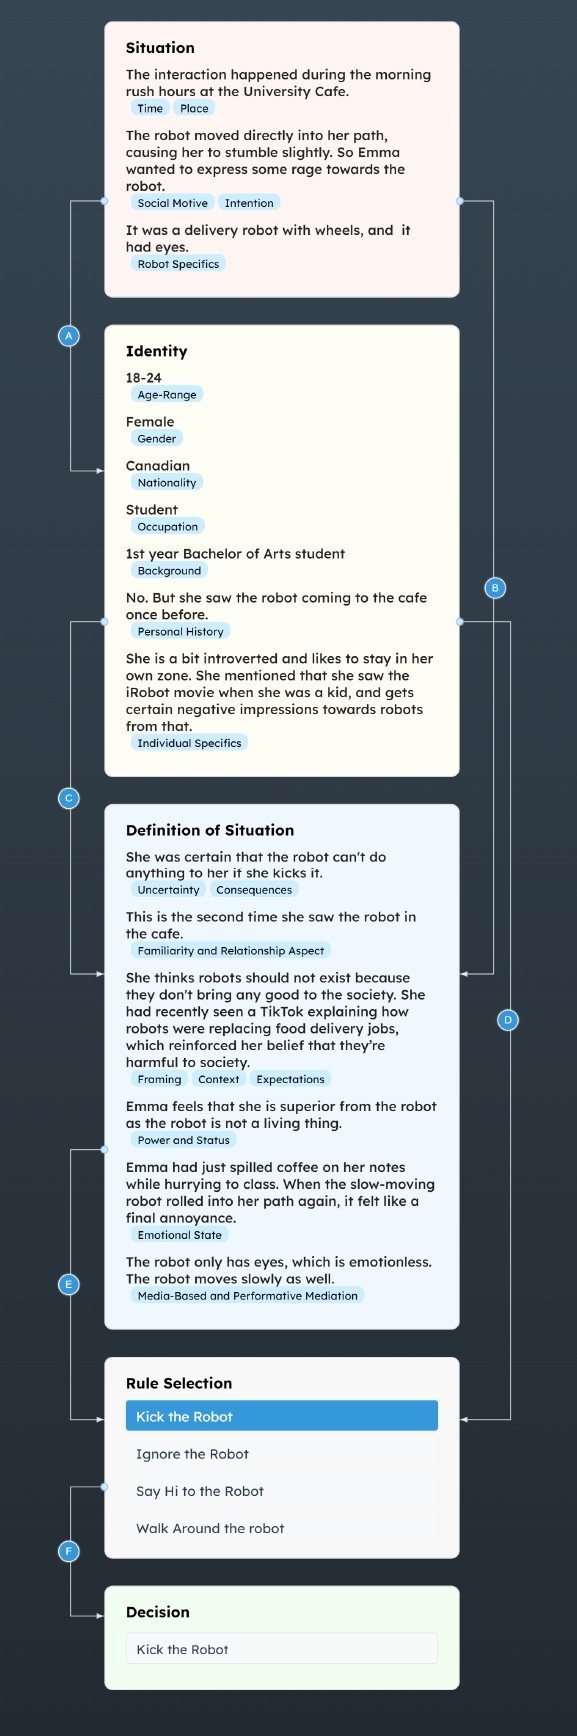 Situation
The interaction happened during the morning
rush hours at the University Cafe.
Time Place
The robot moved directly into her path,
causing her to stumble slightly. So Emma
wanted to express some rage towards the
robot.
Social Motive Intention
It was a delivery robot with wheels, and it
had eyes.
Robot Specifics
A
Identity
18-24
Age-Range
Female
Gender
Canadian
Nationality
Student
Occupation
1st year Bachelor of Arts student
Background
B
No. But she saw the robot coming to the cafe
once before.
Personal History
She is a bit introverted and likes to stay in her
own zone. She mentioned that she saw the
iRobot movie when she was a kid, and gets
certain negative impressions towards robots
from that.
Individual Specifics
C
Definition of Situation
She was certain that the robot can't do
anything to her it she kicks it.
Uncertainty Consequences
This is the second time she saw the robot in
the cafe.
Familiarity and Relationship Aspect
She thinks robots should not exist because
they don't bring any good to the society. She
had recently seen a TikTok explaining how
robots were replacing food delivery jobs,
which reinforced her belief that they’re
harmful to society.
Framing Context Expectations
D
Emma feels that she is superior from the robot
as the robot is not a living thing.
Power and Status
Emma had just spilled coffee on her notes
while hurrying to class. When the slow-moving
robot rolled into her path again, it felt like a
final annoyance.
Emotional State
The robot only has eyes, which is emotionless.
The robot moves slowly as well.
Media-Based and Performative Mediation
E
Rule Selection
Kick the Robot
Ignore the Robot
Say Hi to the Robot
Walk Around the robot
F
Decision
Kick the Robot